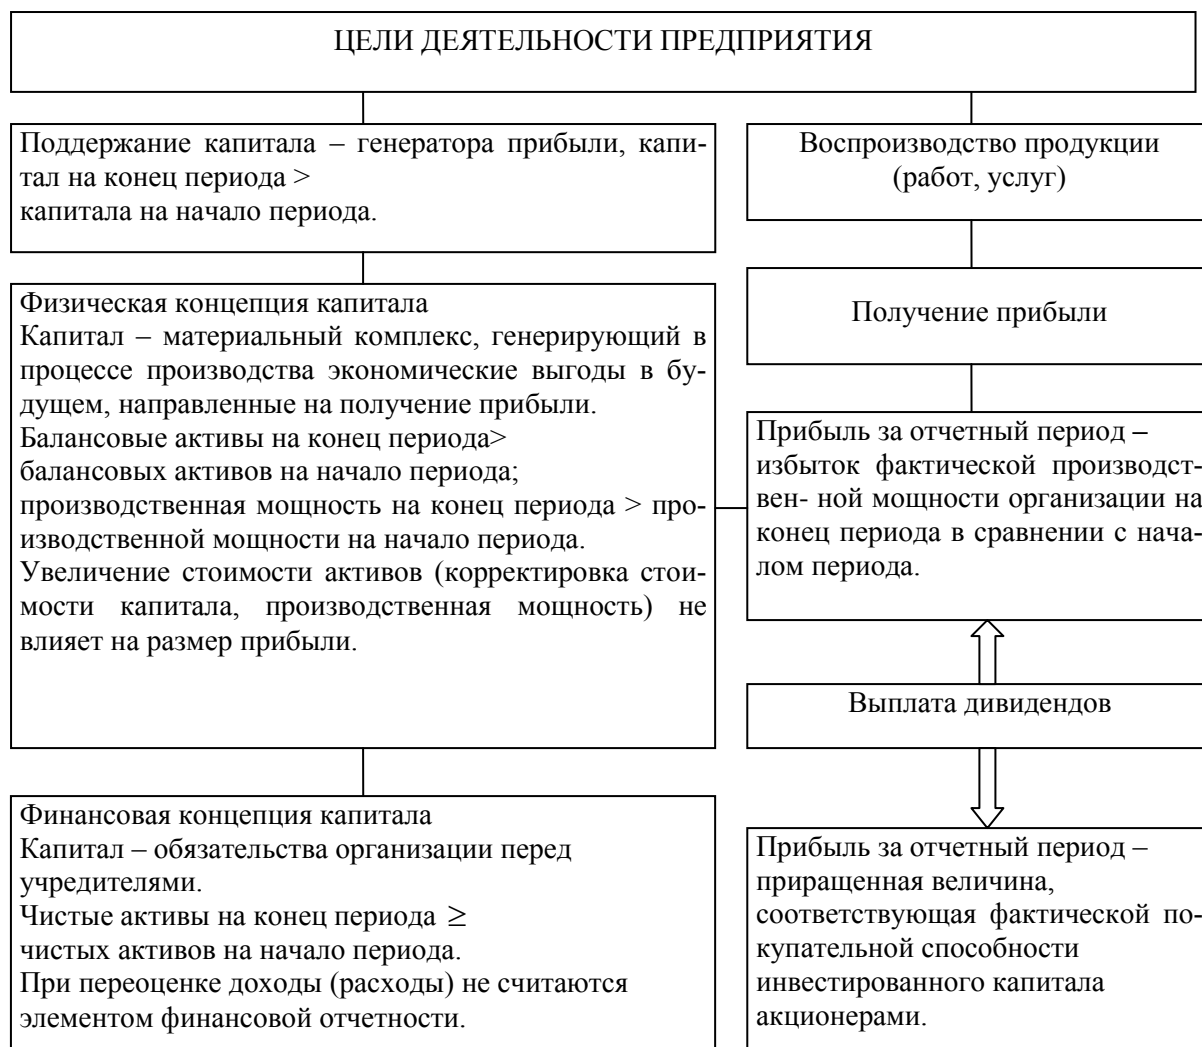 ЦЕЛИ ДЕЯТЕЛЬНОСТИ ПРЕДПРИЯТИЯ
Поддержание капитала – генератора прибыли, капи-
тал на конец периода >
капитала на начало периода.
Воспроизводство продукции
(работ, услуг)
Физическая концепция капитала
Капитал – материальный комплекс, генерирующий в
процессе производства экономические выгоды в бу-
дущем, направленные на получение прибыли.
Балансовые активы на конец периода>
балансовых активов на начало периода;
производственная мощность на конец периода > про-
изводственной мощности на начало периода.
Увеличение стоимости активов (корректировка стои-
мости капитала, производственная мощность) не
влияет на размер прибыли.
Получение прибыли
Прибыль за отчетный период –
избыток фактической производст-
вен- ной мощности организации на
конец периода в сравнении с нача-
лом периода.
Выплата дивидендов
Финансовая концепция капитала
Капитал – обязательства организации перед
учредителями.
Чистые активы на конец периода ≥
чистых активов на начало периода.
При переоценке доходы (расходы) не считаются
элементом финансовой отчетности.
Прибыль за отчетный период –
приращенная величина,
соответствующая фактической по-
купательной способности
инвестированного капитала
акционерами.